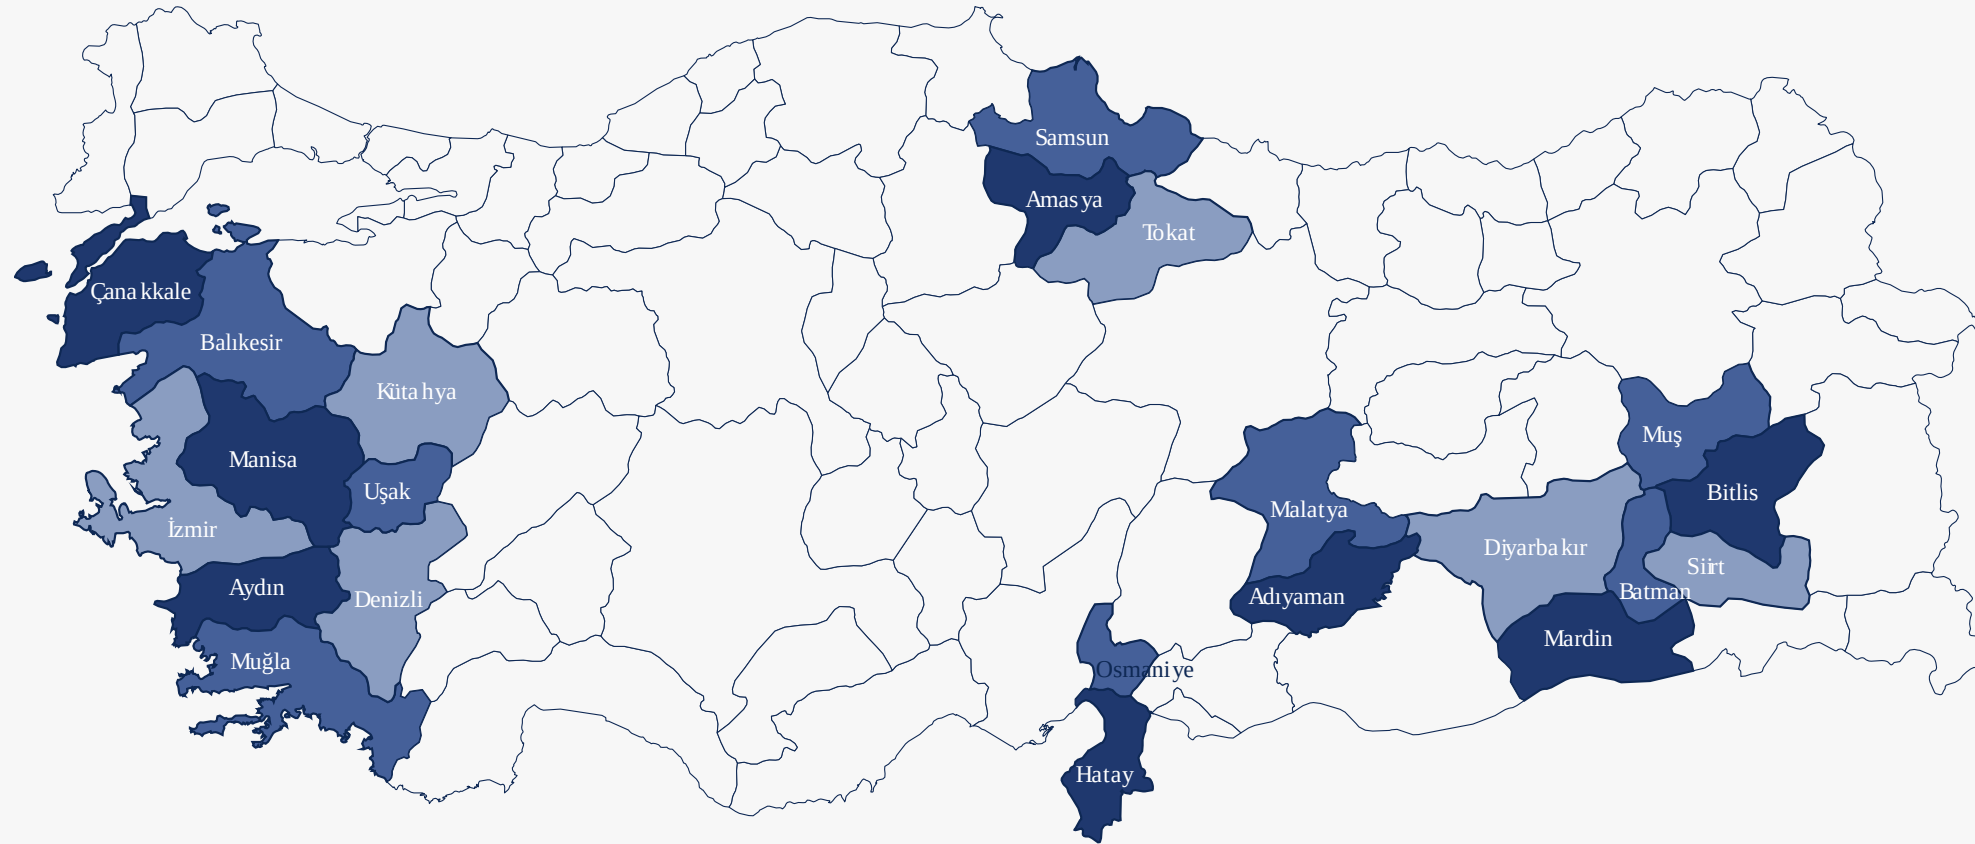 Samsun
Amasya
Tokat
Çanakkale
Balıkesir
Kütahya
Manisa
Uşak
İzmir
Aydın
Denizli
Muğla
Muş
Bitlis
Malatya
Diyarbakır
Siirt
Adıyaman
Batman
Mardin
Osmaniye
Hatay